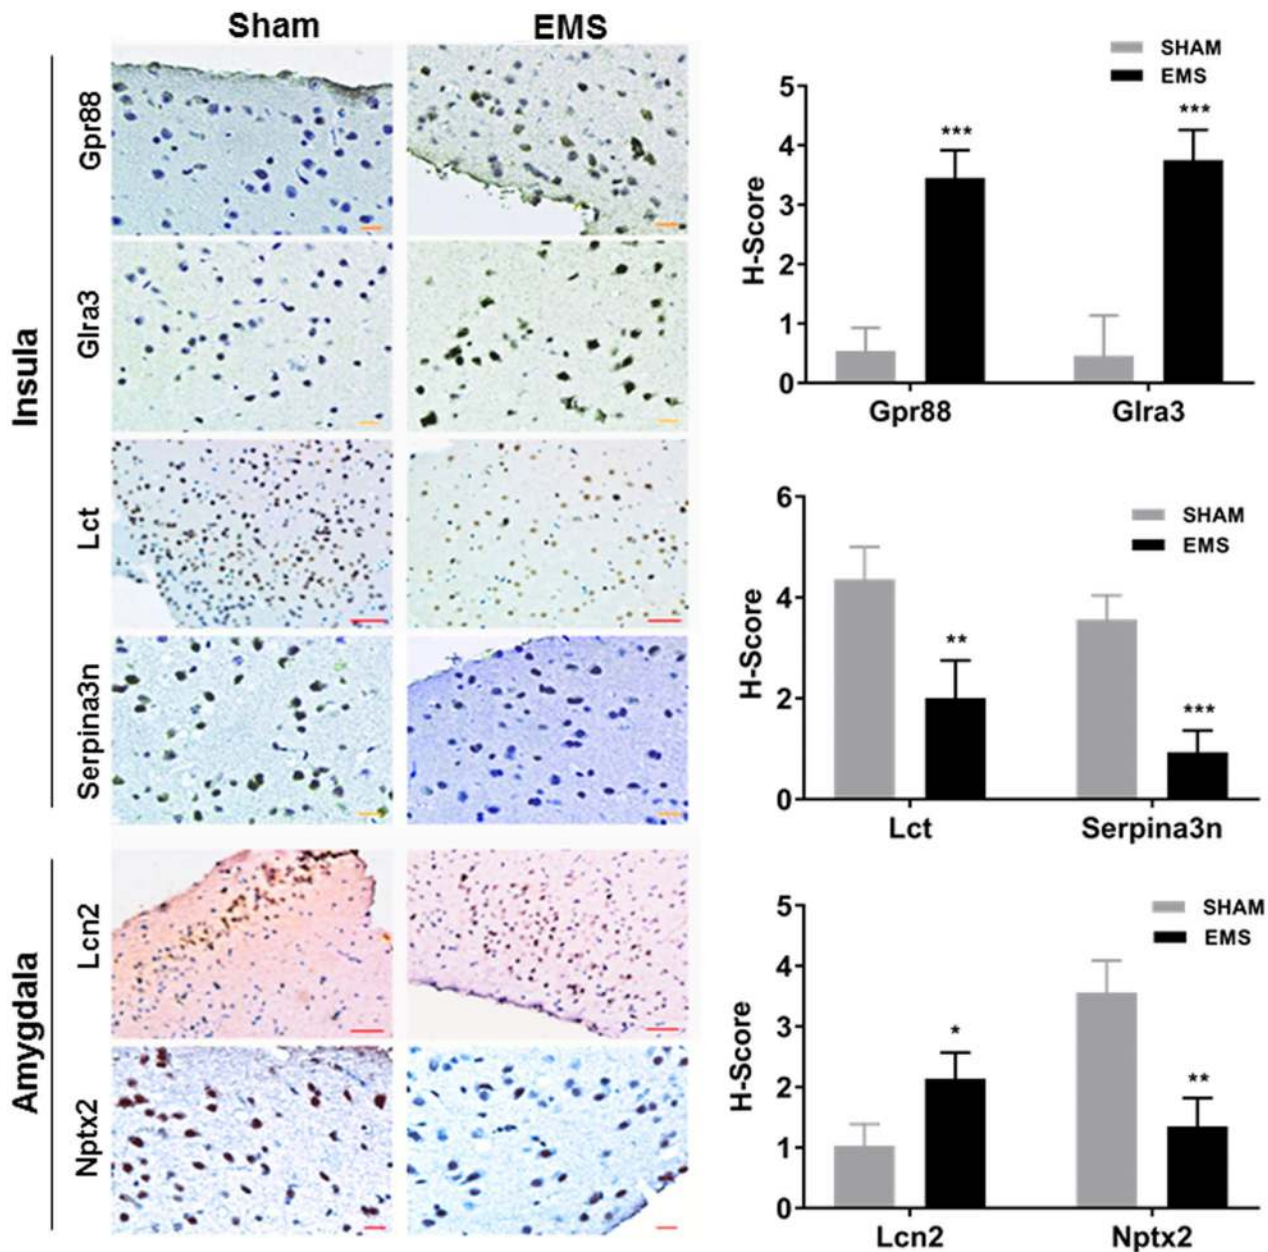 Sham
EMS
Insula
Gpr88
Glra3
Lct
Serpina3n
Amygdala
Lcn2
Nptx2
SHAM
EMS
H-Score
5
4
3
2
1
0
***
***
Gpr88
Glra3
SHAM
EMS
H-Score
6
4
2
0
**
***
Lct
Serpina3n
SHAM
EMS
H-Score
5
4
3
2
1
0
*
**
Lcn2
Nptx2